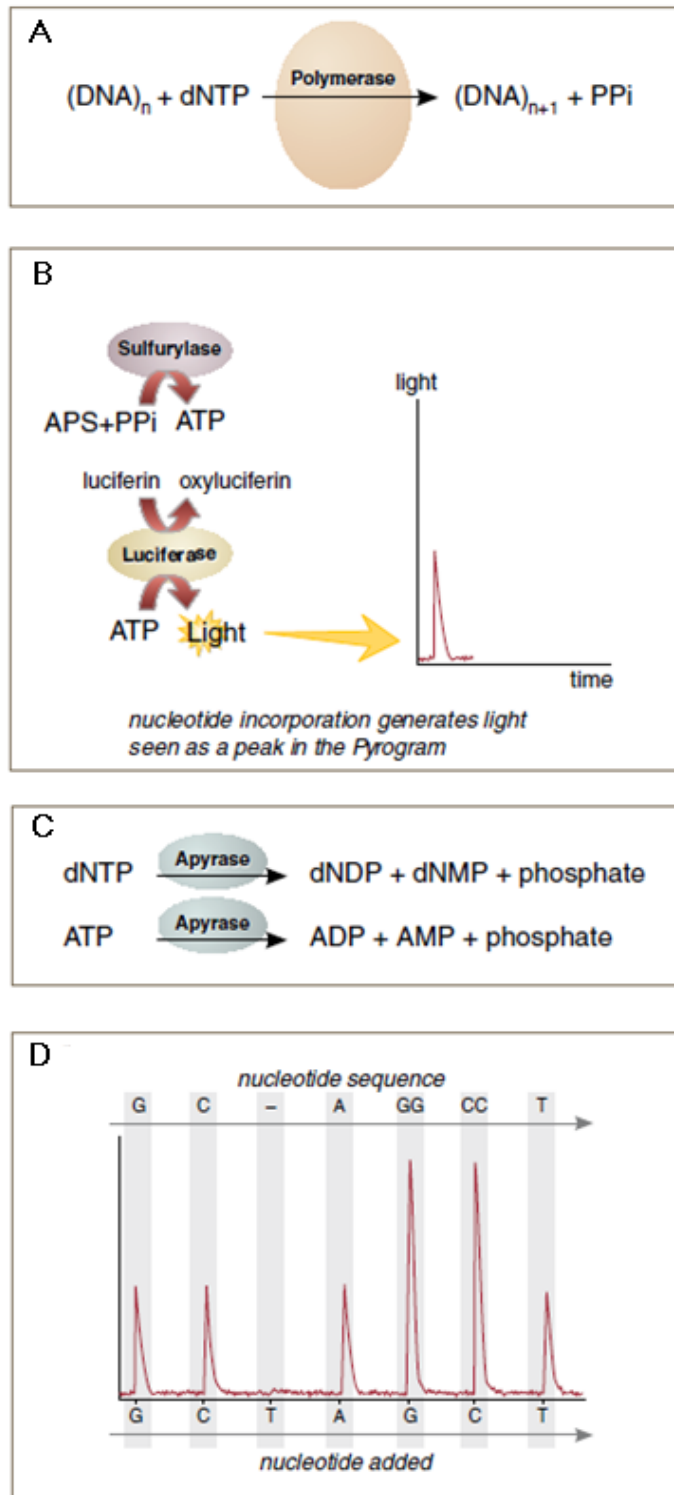 A
Polymerase
(DNA)n + dNTP (DNA)n+1 + PPi
B
Sulfurylase
APS+PPi ATP
luciferin oxyluciferin
Luciferase
ATP Light
light
time
nucleotide incorporation generates light
seen as a peak in the Pyrogram
C
dNTP Apyrase dNDP + dNMP + phosphate
ATP Apyrase ADP + AMP + phosphate
D
nucleotide sequence
G C – A GG CC T
G C T A G C T
nucleotide added